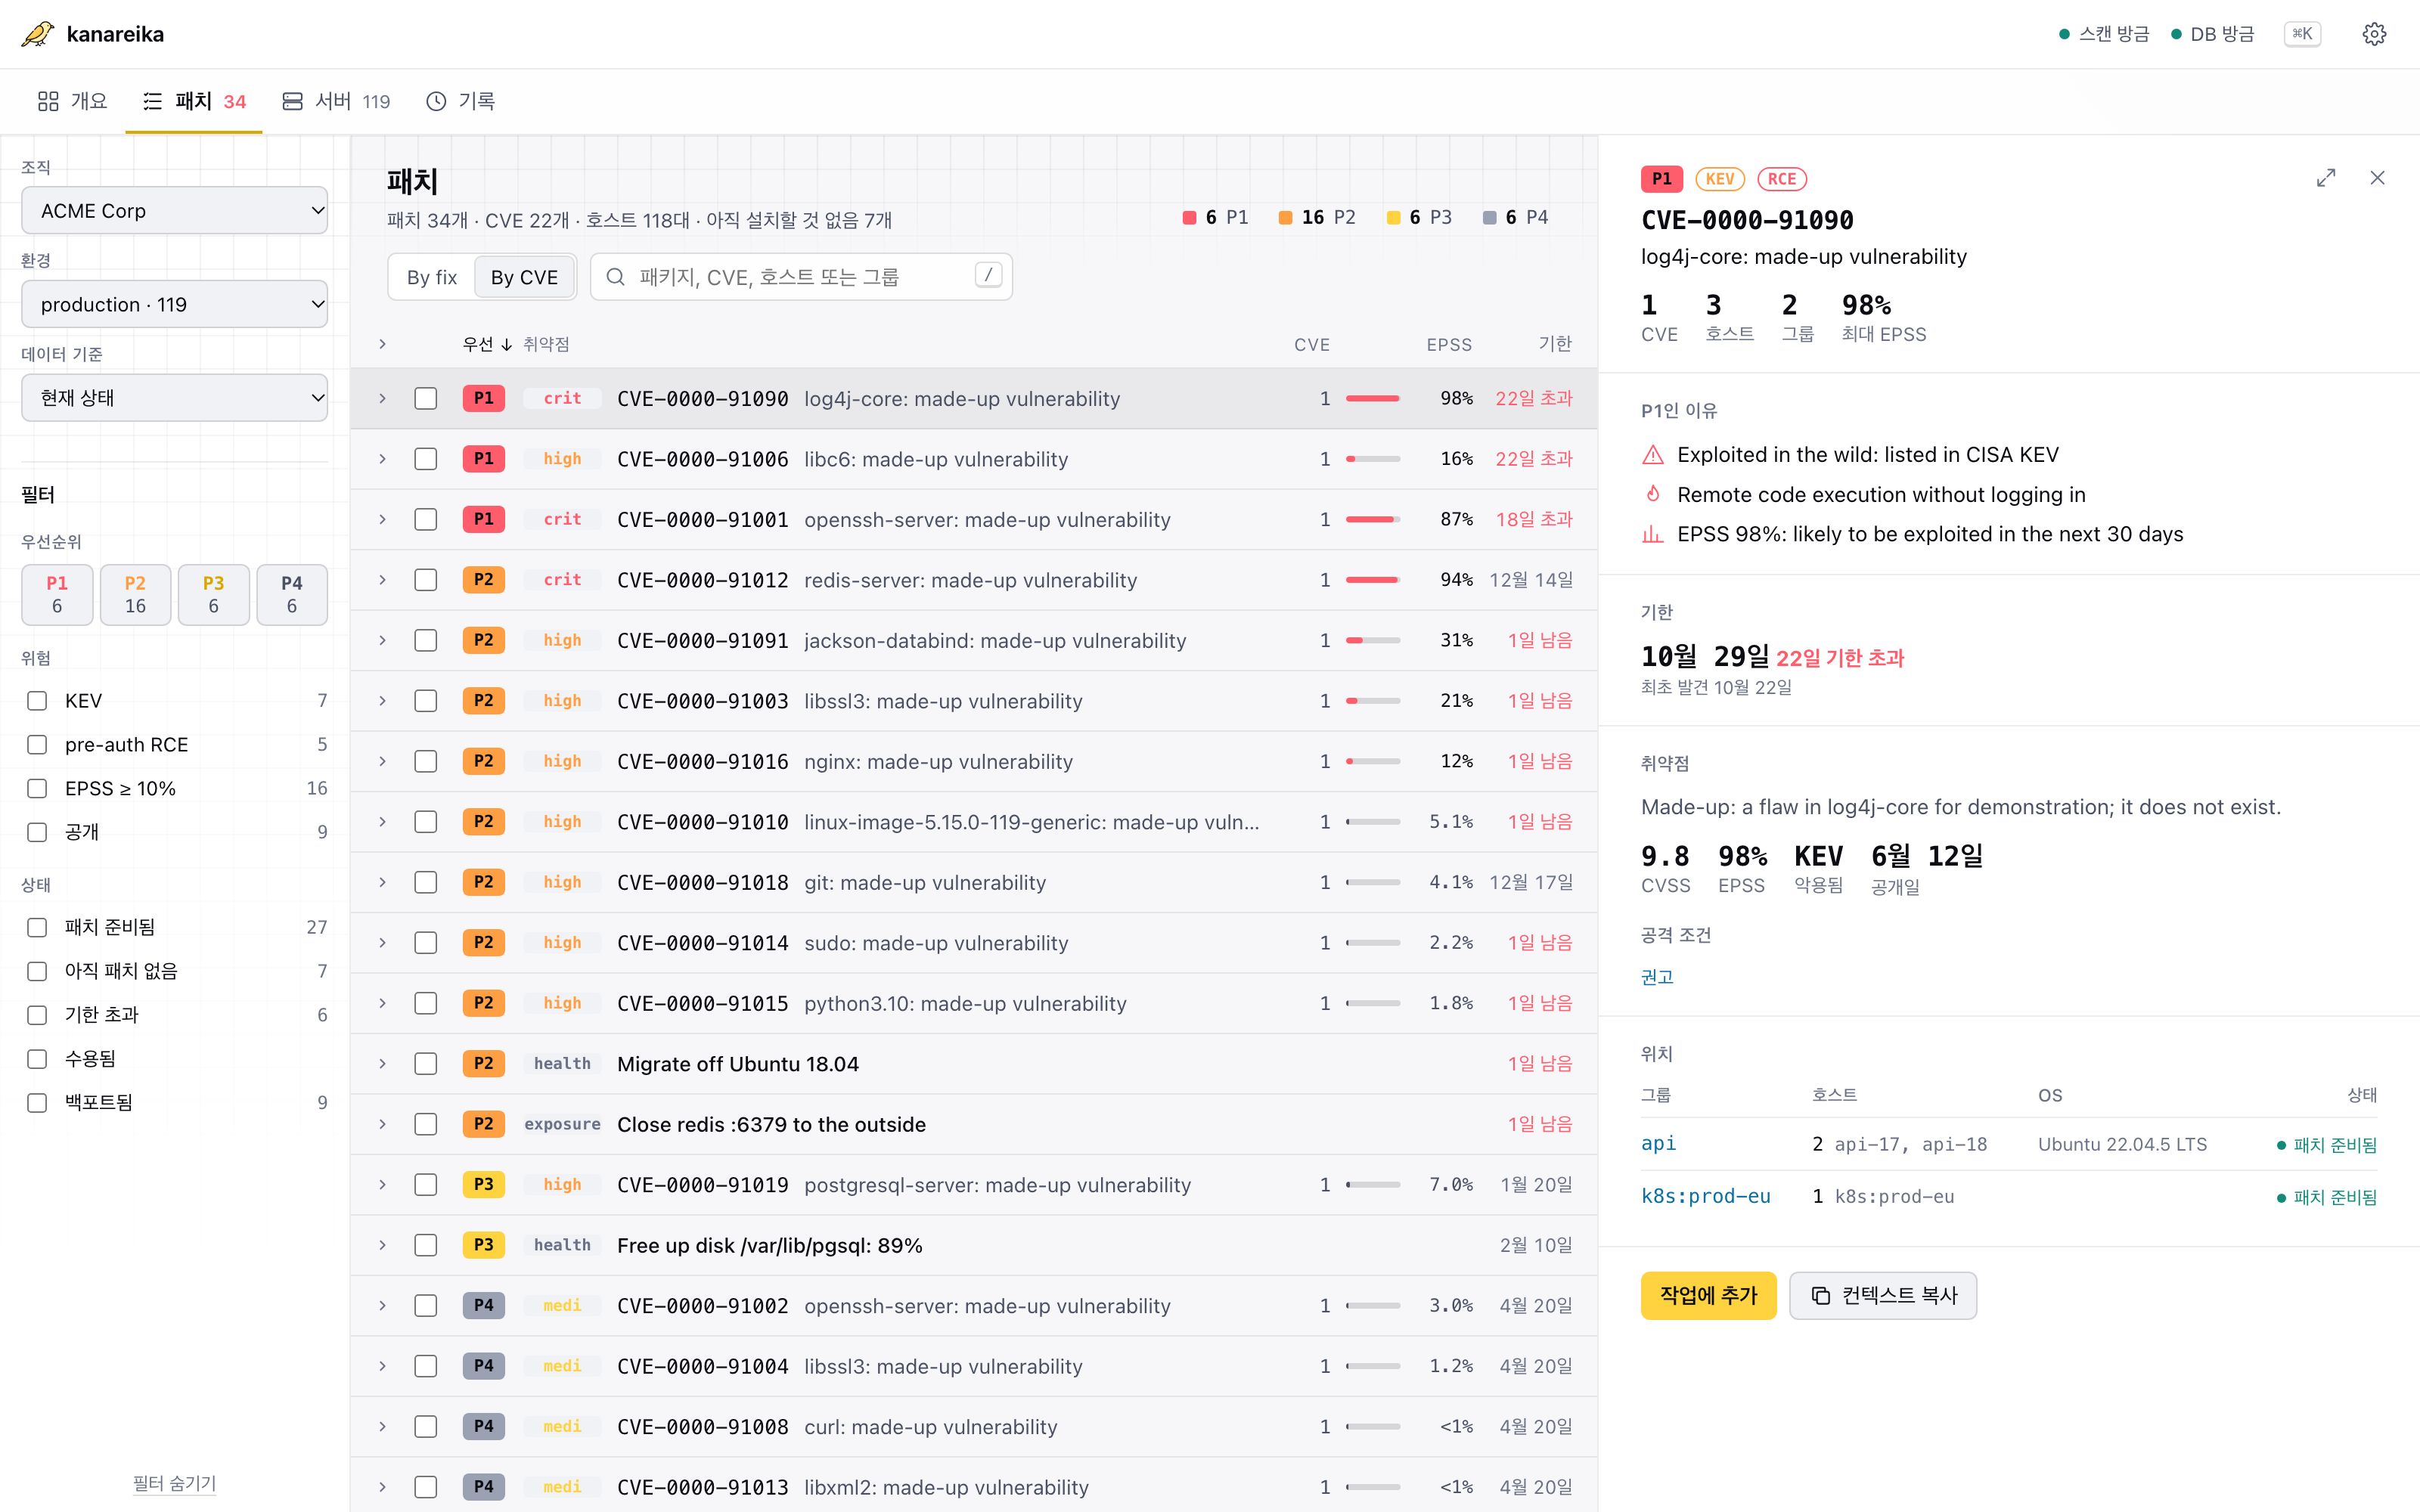 kanareika
스캔 방금 DB 방금 ⌘K
개요 패치 34 서버 119 기록
조직
ACME Corp
환경
production · 119
데이터 기준
현재 상태
필터
우선순위
P1 P2 P3 P4
6 16 6 6
위험
KEV 7
pre-auth RCE 5
EPSS ≥ 10% 16
공개 9
상태
패치 준비됨 27
아직 패치 없음 7
기한 초과 6
수용됨
백포트됨 9
필터 숨기기
패치
패치 34개 · CVE 22개 · 호스트 118대 · 아직 설치할 것 없음 7개
6 P1 16 P2 6 P3 6 P4
By fix By CVE 패키지, CVE, 호스트 또는 그룹 /
우선 ↓ 취약점 CVE EPSS 기한
P1 crit CVE-0000-91090 log4j-core: made-up vulnerability 1 98% 22일 초과
P1 high CVE-0000-91006 libc6: made-up vulnerability 1 16% 22일 초과
P1 crit CVE-0000-91001 openssh-server: made-up vulnerability 1 87% 18일 초과
P2 crit CVE-0000-91012 redis-server: made-up vulnerability 1 94% 12월 14일
P2 high CVE-0000-91091 jackson-databind: made-up vulnerability 1 31% 1일 남음
P2 high CVE-0000-91003 libssl3: made-up vulnerability 1 21% 1일 남음
P2 high CVE-0000-91016 nginx: made-up vulnerability 1 12% 1일 남음
P2 high CVE-0000-91010 linux-image-5.15.0-119-generic: made-up vuln... 1 5.1% 1일 남음
P2 high CVE-0000-91018 git: made-up vulnerability 1 4.1% 12월 17일
P2 high CVE-0000-91014 sudo: made-up vulnerability 1 2.2% 1일 남음
P2 high CVE-0000-91015 python3.10: made-up vulnerability 1 1.8% 1일 남음
P2 health Migrate off Ubuntu 18.04 1일 남음
P2 exposure Close redis :6379 to the outside 1일 남음
P3 high CVE-0000-91019 postgresql-server: made-up vulnerability 1 7.0% 1월 20일
P3 health Free up disk /var/lib/pgsql: 89% 2월 10일
P4 medi CVE-0000-91002 openssh-server: made-up vulnerability 1 3.0% 4월 20일
P4 medi CVE-0000-91004 libssl3: made-up vulnerability 1 1.2% 4월 20일
P4 medi CVE-0000-91008 curl: made-up vulnerability 1 <1% 4월 20일
P4 medi CVE-0000-91013 libxml2: made-up vulnerability 1 <1% 4월 20일
P1 KEV RCE
CVE-0000-91090
log4j-core: made-up vulnerability
1 3 2 98%
CVE 호스트 그룹 최대 EPSS
P1인 이유
Exploited in the wild: listed in CISA KEV
Remote code execution without logging in
EPSS 98%: likely to be exploited in the next 30 days
기한
10월 29일 22일 기한 초과
최초 발견 10월 22일
취약점
Made-up: a flaw in log4j-core for demonstration; it does not exist.
9.8 98% KEV 6월 12일
CVSS EPSS 악용됨 공개일
공격 조건
권고
위치
그룹 호스트 OS 상태
api 2 api-17, api-18 Ubuntu 22.04.5 LTS 패치 준비됨
k8s:prod-eu 1 k8s:prod-eu 패치 준비됨
작업에 추가 컨텍스트 복사